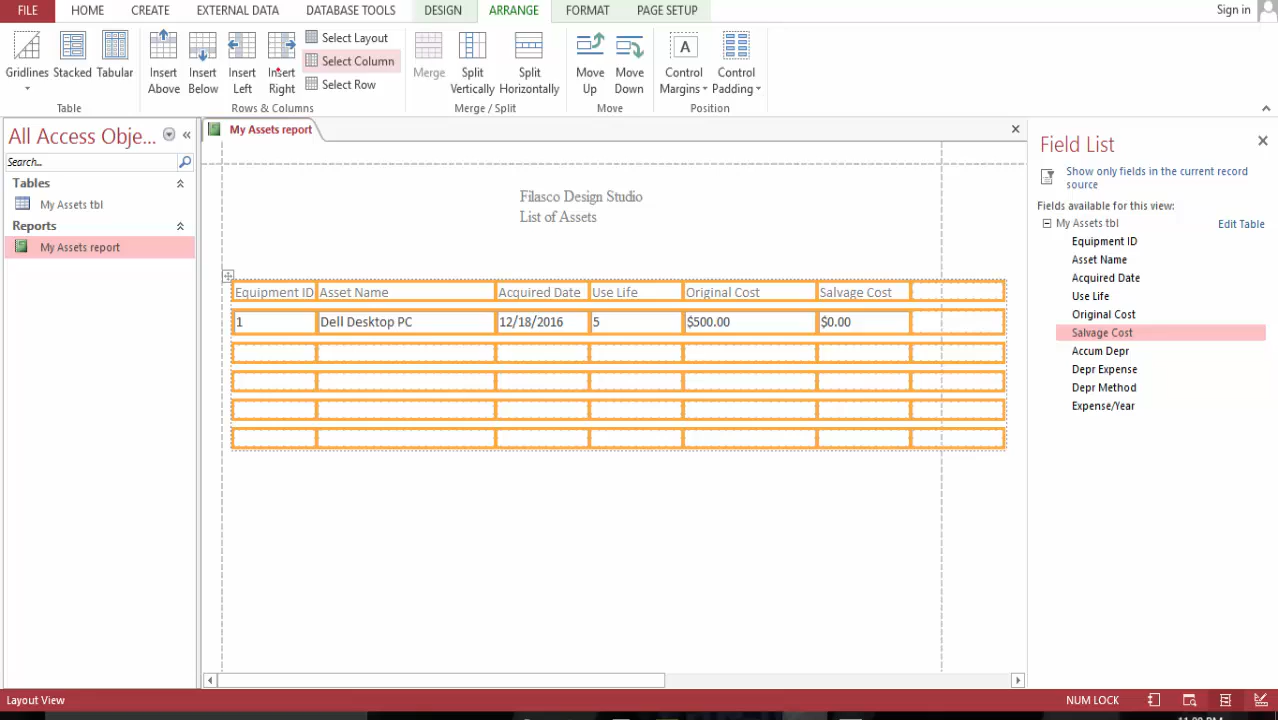 FILE HOME CREATE EXTERNAL DATA DATABASE TOOLS DESIGN ARRANGE FORMAT PAGE SETUP Sign in
Gridlines Stacked Tabular
Insert Above Insert Below Insert Left Insert Right
Select Layout
Select Column
Select Row
Merge Split Vertically Split Horizontally
Move Up Move Down
Control Margins Control Padding
Table Rows & Columns Merge / Split Move Position
All Access Obje...
Search...
Tables
My Assets tbl
Reports
My Assets report
My Assets report
Filasco Design Studio
List of Assets
Equipment ID Asset Name Acquired Date Use Life Original Cost Salvage Cost
1 Dell Desktop PC 12/18/2016 5 $500.00 $0.00
Field List
Show only fields in the current record
source
Fields available for this view:
My Assets tbl Edit Table
Equipment ID
Asset Name
Acquired Date
Use Life
Original Cost
Salvage Cost
Accum Depr
Depr Expense
Depr Method
Expense/Year
Layout View NUM LOCK